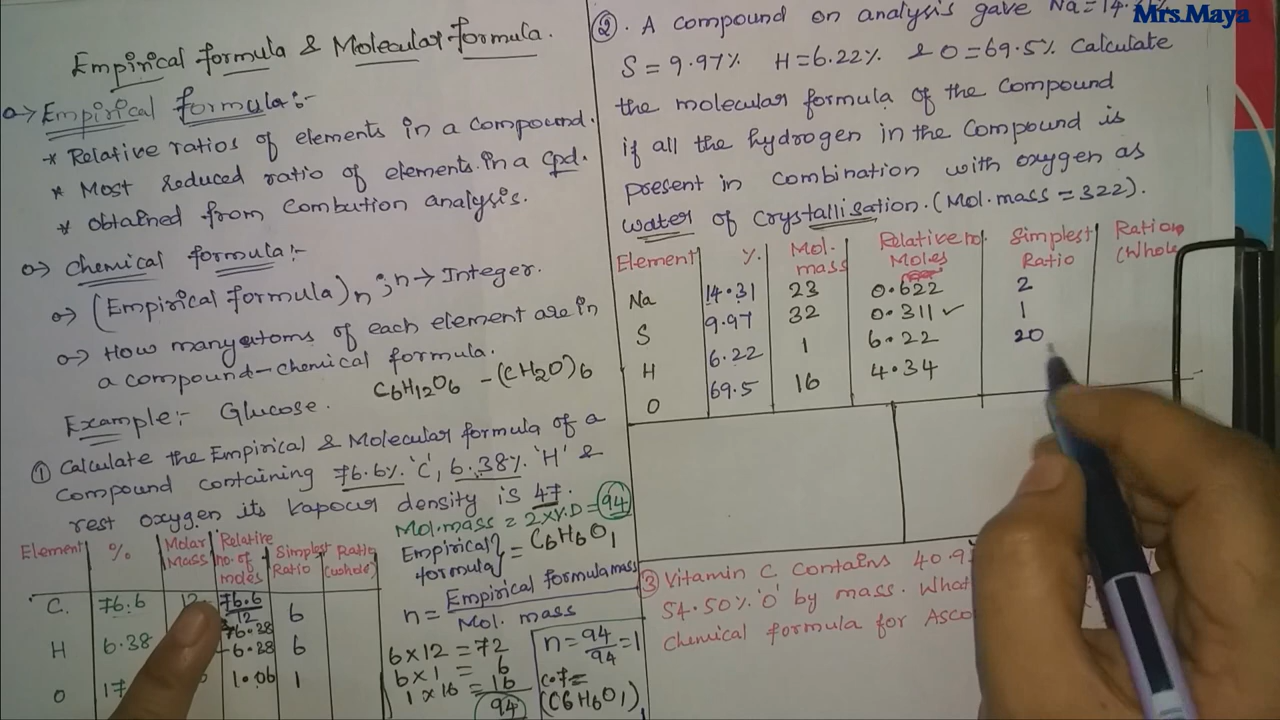 Empirical formula & Molecular formula.
Empirical formula:-
* Relative ratios of elements in a compound.
* Most reduced ratio of elements in a cpd.
* obtained from Combution analysis.
chemical formula:-
(Empirical formula)n ; n → Integer.
How many atoms of each element are in
a compound - chemical formula.
Example:- Glucose. C6H12O6 - (CH2O)6
① Calculate the Empirical & Molecular formula of a
Compound containing 76.6% 'C', 6.38% 'H' &
rest oxygen its vapour density is 47.
Mol. mass = 2 x V.D = 94
Element % Molar Mass Relative no. of moles Simplest Ratio Ratio (whole)
C. 76.6 12 76.6/12 6
H 6.38 6.38 6
O 17 1.06 1
Empirical formula = C6H6O1
n = Empirical formula mass / Mol. mass
6 x 12 = 72
6 x 1 = 6
1 x 16 = 16
94
n = 94/94 = 1
(C6H6O1)
Mrs.Maya
②. A compound on analysis gave Na = 14.
S = 9.97% H = 6.22% & O = 69.5% Calculate
the molecular formula of the Compound
if all the hydrogen in the Compound is
present in combination with oxygen as
water of crystallisation. (Mol. mass = 322).
Element % Mol. mass Relative no. Moles Simplest Ratio Ratio (whole
Na 14.31 23 0.622 2
S 9.97 32 0.311 ✓ 1
H 6.22 1 6.22 20
O 69.5 16 4.34
③ Vitamin C contains 40.9
54.50% 'O' by mass. What
Chemical formula for Asco